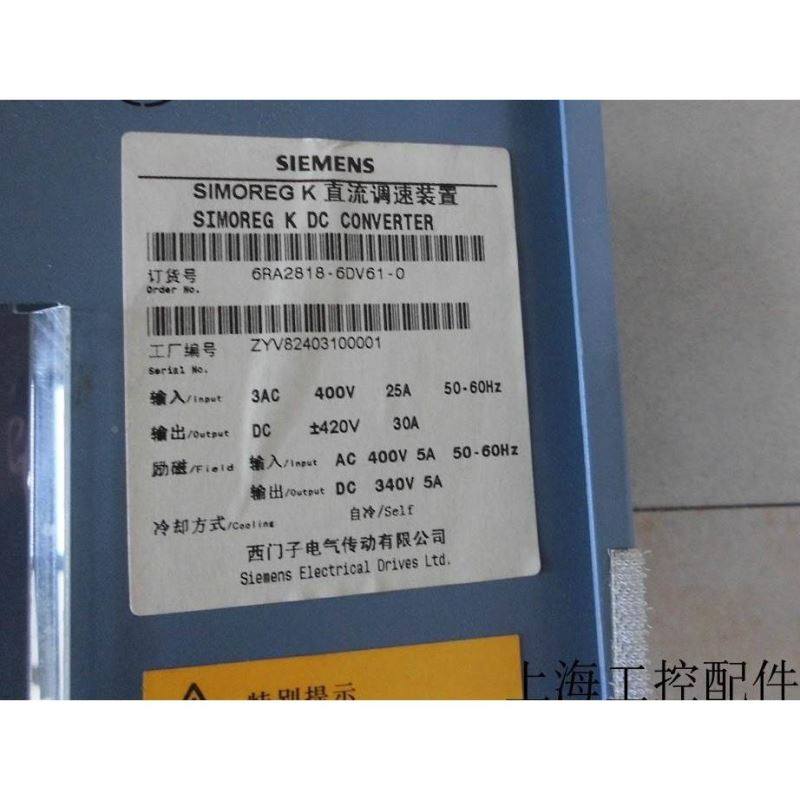 SIEMENS
SIMOREG K 直流调速装置
SIMOREG K DC CONVERTER
订货号 6RA2818-6DV61-0
Order No.
工厂编号 ZYV82403100001
Serial No.
输入/Input 3AC 400V 25A 50-60Hz
输出/Output DC ±420V 30A
励磁/Field 输入/Input AC 400V 5A 50-60Hz
输出/Output DC 340V 5A
冷却方式/Cooling 自冷/Self
西门子电气传动有限公司
Siemens Electrical Drives Ltd.
特别提示
上海工控配件